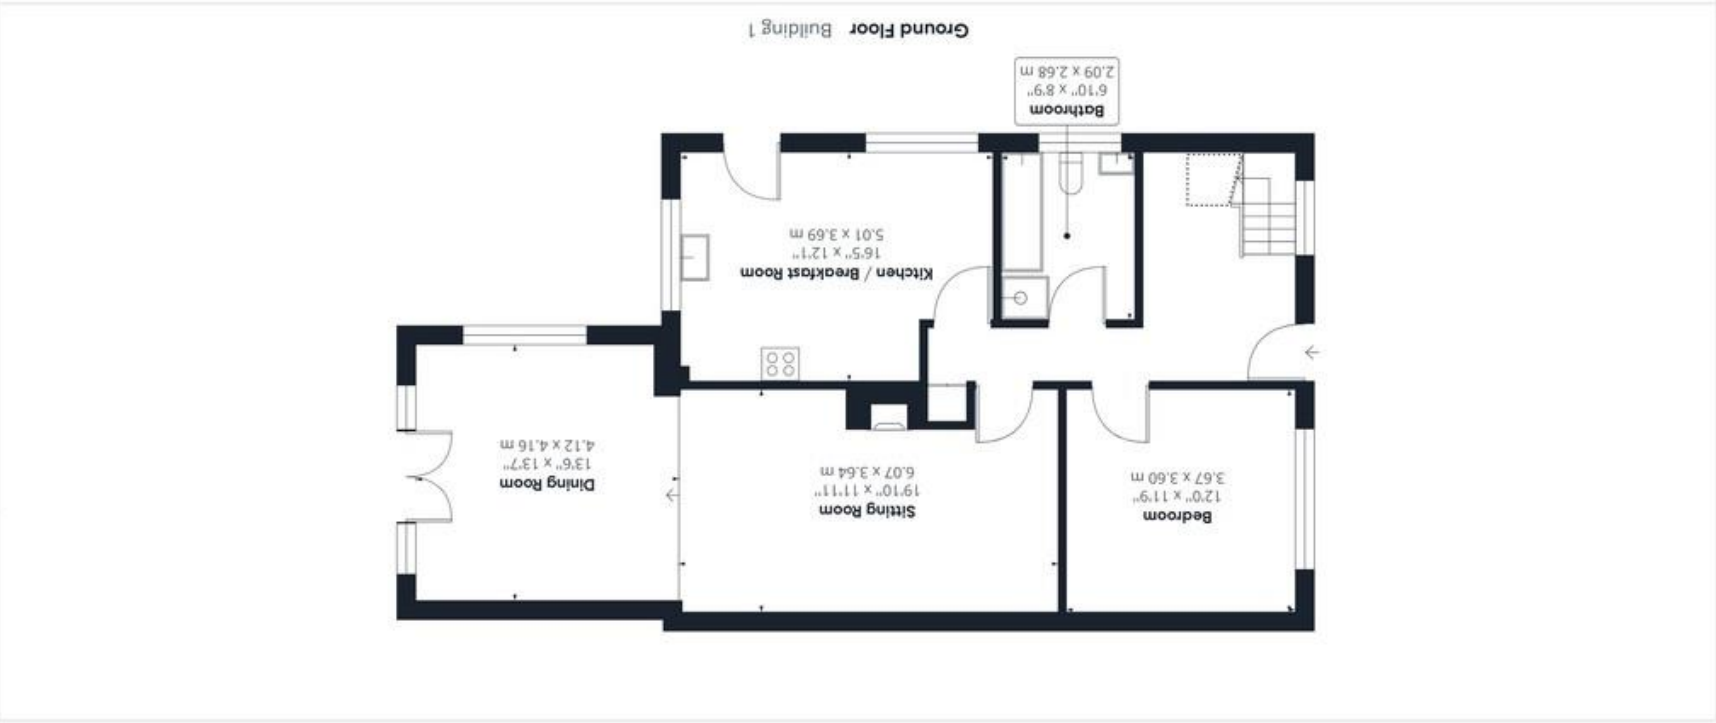 Bedroom
12'0" x 11'9"
3.67 x 3.60 m
Sitting Room
19'10" x 11'11"
6.07 x 3.64 m
Dining Room
13'6" x 13'7"
4.12 x 4.16 m
Kitchen / Breakfast Room
16'5" x 12'1"
5.01 x 3.69 m
Bathroom
6'10" x 8'9"
2.09 x 2.68 m
Ground Floor Building 1